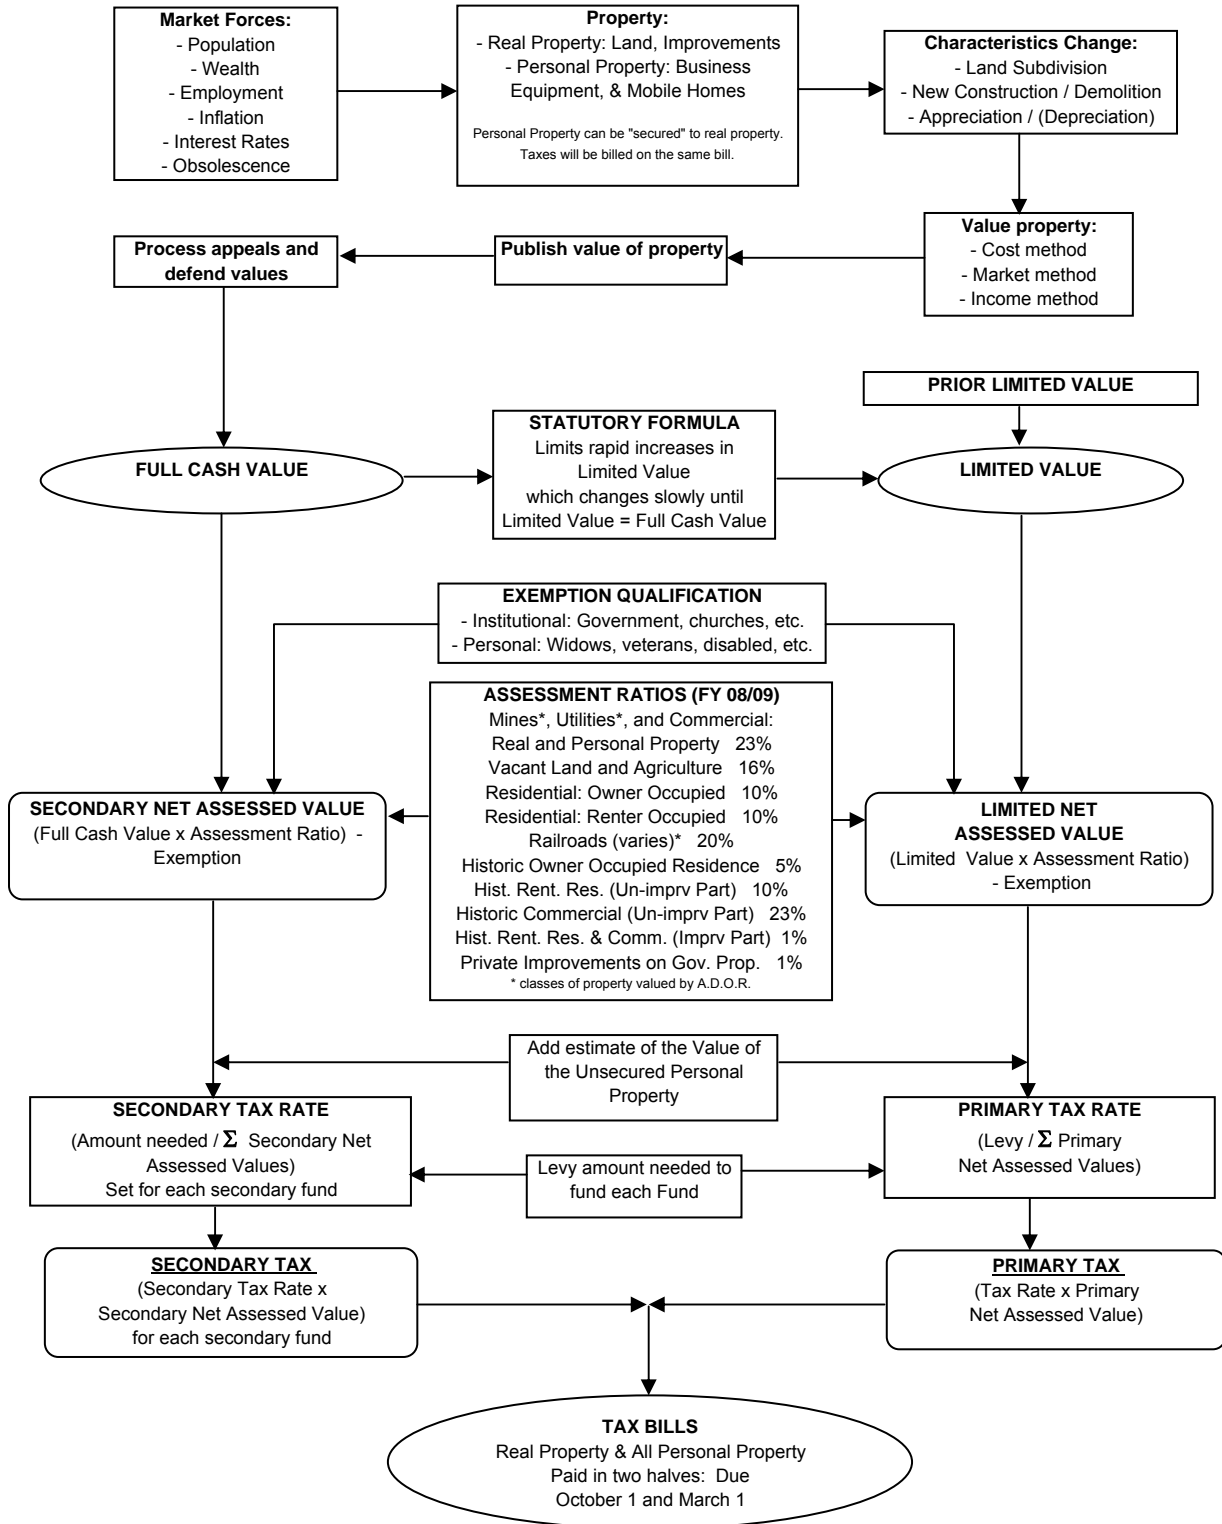 Market Forces:
- Population
- Wealth
- Employment
- Inflation
- Interest Rates
- Obsolescence
Property:
- Real Property: Land, Improvements
- Personal Property: Business
Equipment, & Mobile Homes
Personal Property can be "secured" to real property.
Taxes will be billed on the same bill.
Characteristics Change:
- Land Subdivision
- New Construction / Demolition
- Appreciation / (Depreciation)
Value property:
- Cost method
- Market method
- Income method
Publish value of property
Process appeals and
defend values
PRIOR LIMITED VALUE
FULL CASH VALUE
STATUTORY FORMULA
Limits rapid increases in
Limited Value
which changes slowly until
Limited Value = Full Cash Value
LIMITED VALUE
EXEMPTION QUALIFICATION
- Institutional: Government, churches, etc.
- Personal: Widows, veterans, disabled, etc.
ASSESSMENT RATIOS (FY 08/09)
Mines*, Utilities*, and Commercial:
Real and Personal Property 23%
Vacant Land and Agriculture 16%
Residential: Owner Occupied 10%
Residential: Renter Occupied 10%
Railroads (varies)* 20%
Historic Owner Occupied Residence 5%
Hist. Rent. Res. (Un-imprv Part) 10%
Historic Commercial (Un-imprv Part) 23%
Hist. Rent. Res. & Comm. (Imprv Part) 1%
Private Improvements on Gov. Prop. 1%
* classes of property valued by A.D.O.R.
SECONDARY NET ASSESSED VALUE
(Full Cash Value x Assessment Ratio) -
Exemption
LIMITED NET
ASSESSED VALUE
(Limited Value x Assessment Ratio)
- Exemption
Add estimate of the Value of
the Unsecured Personal
Property
SECONDARY TAX RATE
(Amount needed / Σ Secondary Net
Assessed Values)
Set for each secondary fund
PRIMARY TAX RATE
(Levy / Σ Primary
Net Assessed Values)
Levy amount needed to
fund each Fund
SECONDARY TAX
(Secondary Tax Rate x
Secondary Net Assessed Value)
for each secondary fund
PRIMARY TAX
(Tax Rate x Primary
Net Assessed Value)
TAX BILLS
Real Property & All Personal Property
Paid in two halves: Due
October 1 and March 1